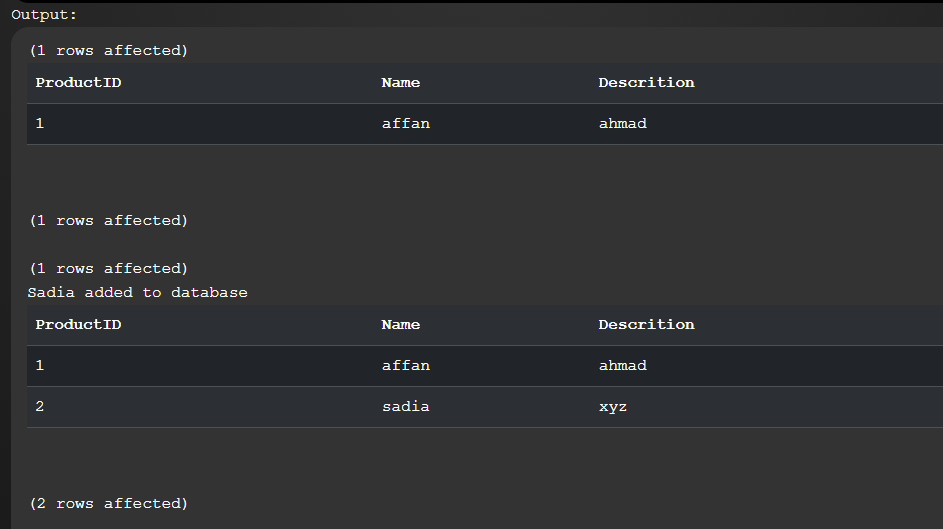 Output:
(1 rows affected)
ProductID Name Descrition
1 affan ahmad
(1 rows affected)
(1 rows affected)
Sadia added to database
ProductID Name Descrition
1 affan ahmad
2 sadia xyz
(2 rows affected)